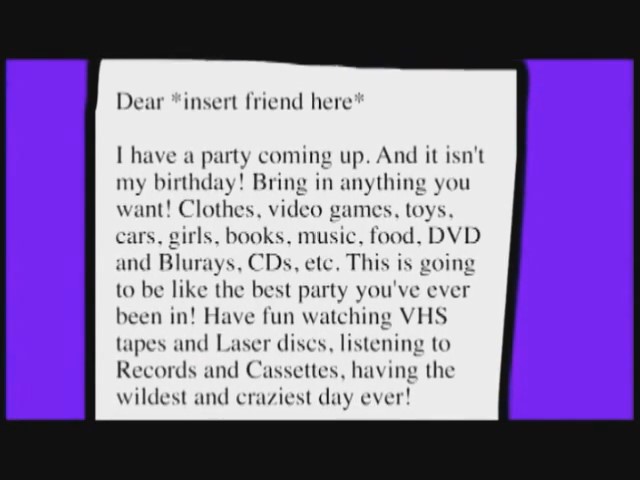 Dear *insert friend here*
I have a party coming up. And it isn't
my birthday! Bring in anything you
want! Clothes, video games, toys,
cars, girls, books, music, food, DVD
and Blurays, CDs, etc. This is going
to be like the best party you've ever
been in! Have fun watching VHS
tapes and Laser discs, listening to
Records and Cassettes, having the
wildest and craziest day ever!